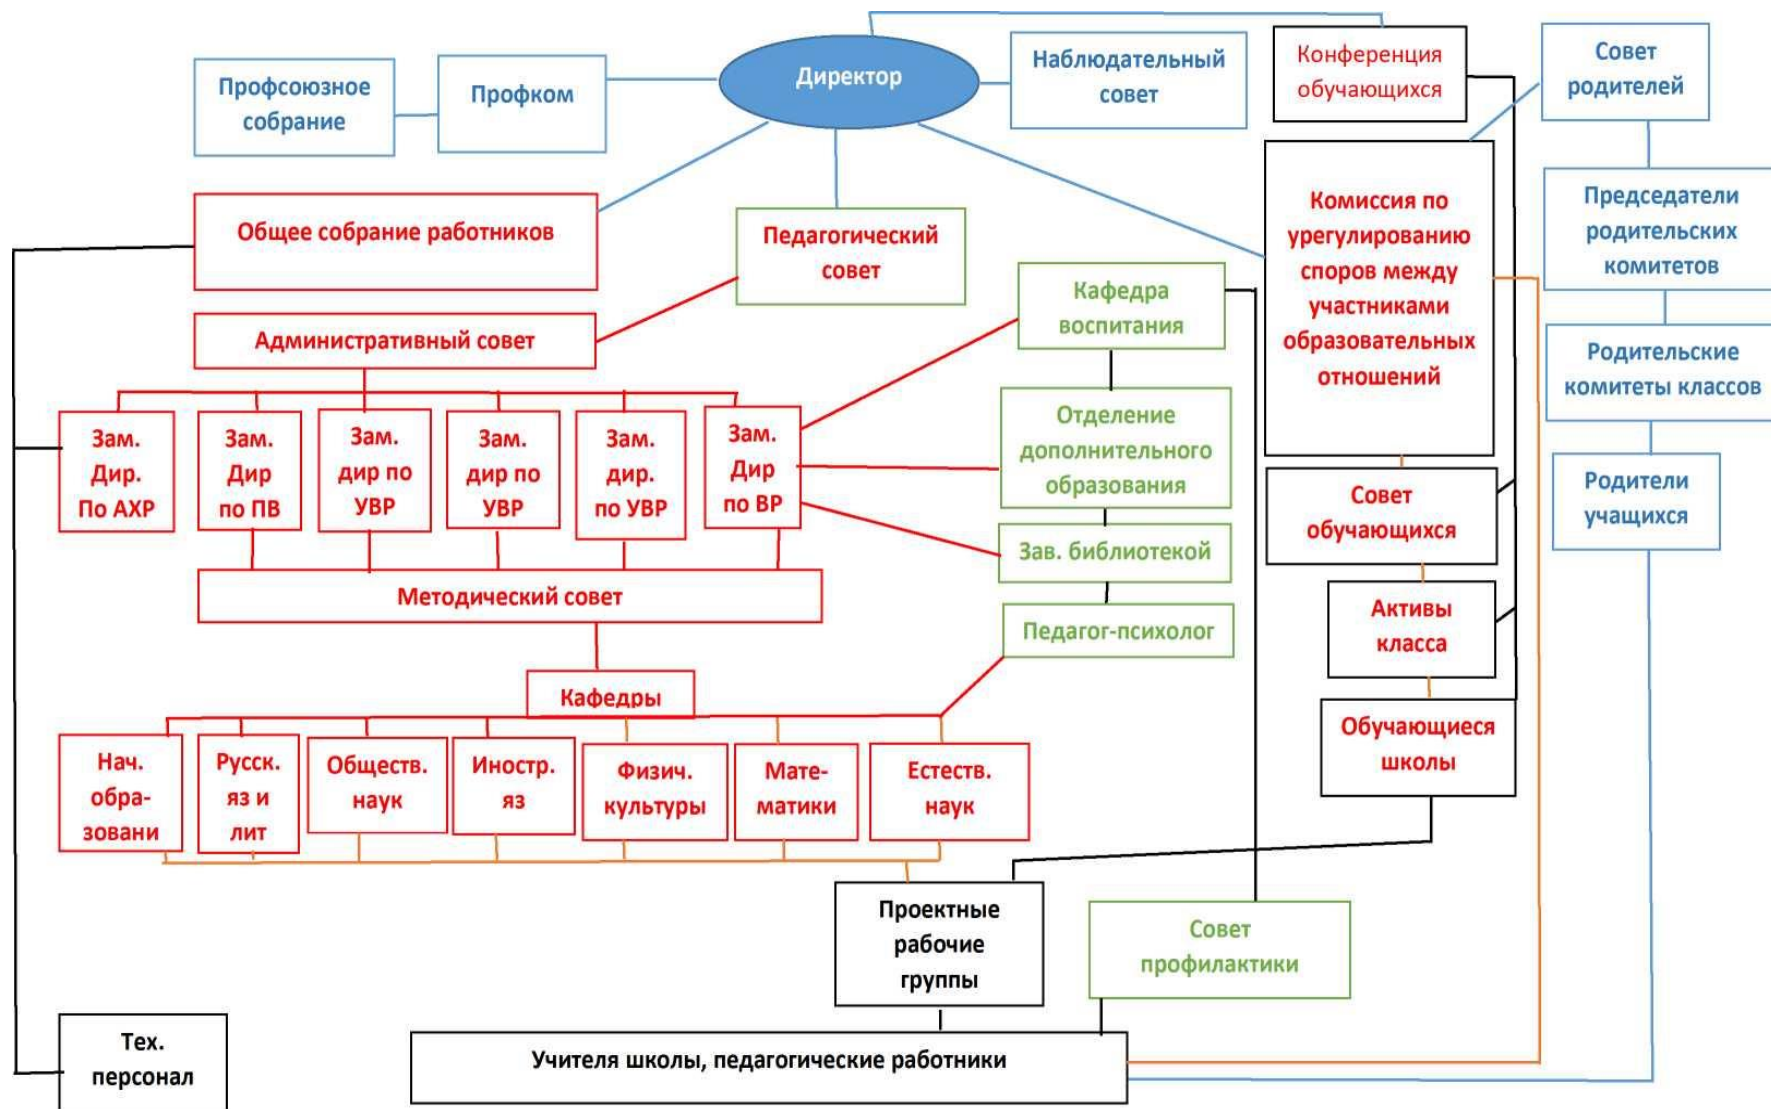 Директор
Профсоюзное
собрание
Профком
Наблюдательный
совет
Конференция
обучающихся
Совет
родителей
Общее собрание работников
Педагогический
совет
Комиссия по
урегулированию
споров между
участниками
образовательных
отношений
Председатели
родительских
комитетов
Административный совет
Кафедра
воспитания
Родительские
комитеты классов
Зам.
Дир.
По АХР
Зам.
Дир
по ПВ
Зам.
дир по
УВР
Зам.
дир по
УВР
Зам.
дир.
по УВР
Зам.
Дир
по ВР
Отделение
дополнительного
образования
Совет
обучающихся
Родители
учащихся
Зав. библиотекой
Методический совет
Педагог-психолог
Активы
класса
Кафедры
Обучающиеся
школы
Нач.
обра-
зовани
Русск.
яз и
лит
Обществ.
наук
Иностр.
яз
Физич.
культуры
Мате-
матики
Естеств.
наук
Проектные
рабочие
группы
Совет
профилактики
Тех.
персонал
Учителя школы, педагогические работники